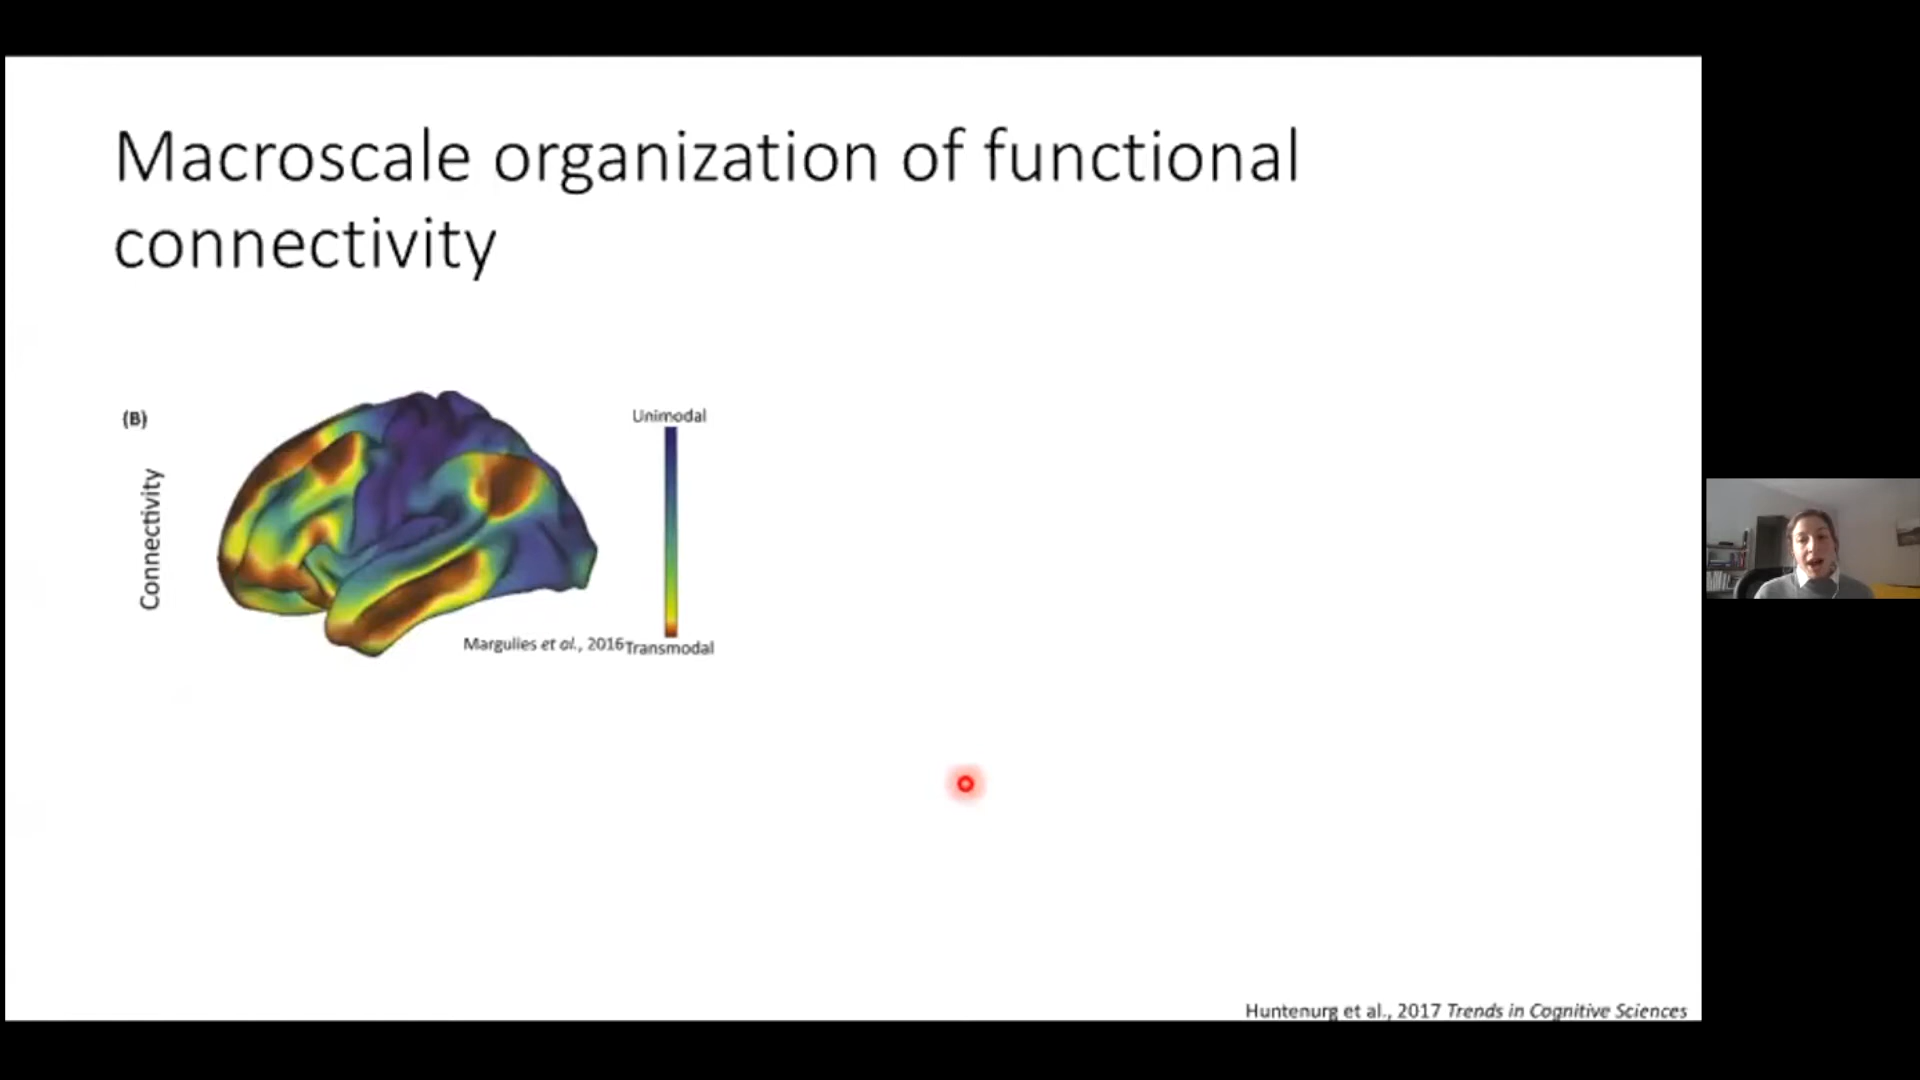 Macroscale organization of functional
connectivity
(B)
Connectivity
Unimodal
Margulies et al., 2016
Transmodal
Huntenurg et al., 2017 Trends in Cognitive Sciences